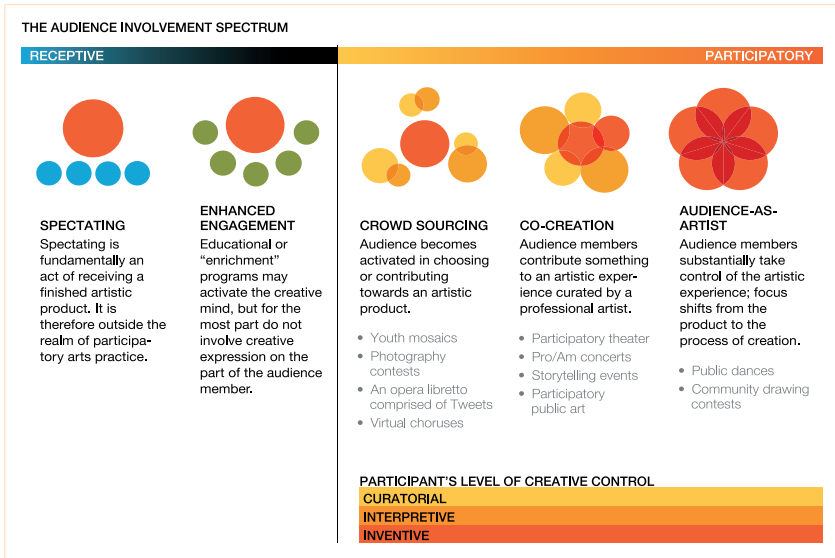 THE AUDIENCE INVOLVEMENT SPECTRUM
RECEPTIVE
PARTICIPATORY
SPECTATING
Spectating is
fundamentally an
act of receiving a
finished artistic
product. It is
therefore outside the
realm of participa-
tory arts practice.
ENHANCED
ENGAGEMENT
Educational or
“enrichment”
programs may
activate the creative
mind, but for the
most part do not
involve creative
expression on the
part of the audience
member.
CROWD SOURCING
Audience becomes
activated in choosing
or contributing
towards an artistic
product.
• Youth mosaics
• Photography
contests
• An opera libretto
comprised of Tweets
• Virtual choruses
CO-CREATION
Audience members
contribute something
to an artistic exper-
ience curated by a
professional artist.
• Participatory theater
• Pro/Am concerts
• Storytelling events
• Participatory
public art
AUDIENCE-AS-
ARTIST
Audience members
substantially take
control of the artistic
experience; focus
shifts from the
product to the
process of creation.
• Public dances
• Community drawing
contests
PARTICIPANT’S LEVEL OF CREATIVE CONTROL
CURATORIAL
INTERPRETIVE
INVENTIVE